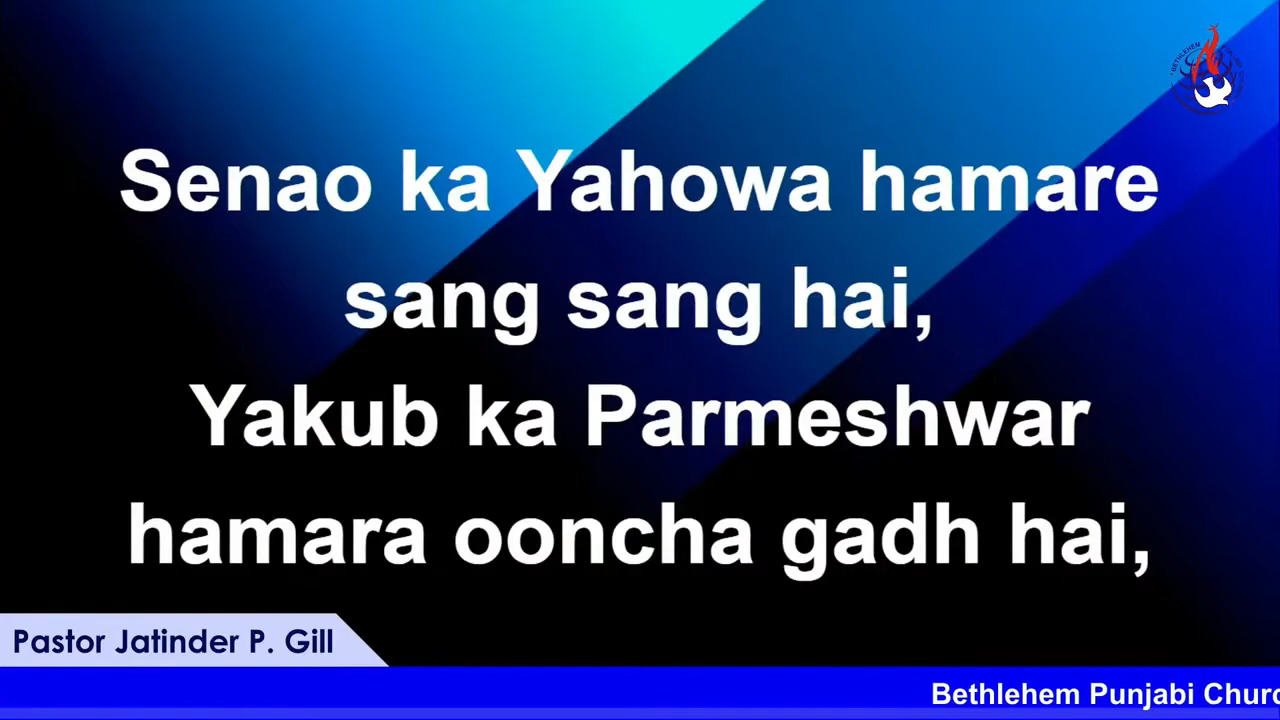 BETHLEHEM
Senao ka Yahowa hamare
sang sang hai,
Yakub ka Parmeshwar
hamara ooncha gadh hai,
Pastor Jatinder P. Gill
Bethlehem Punjabi Churc